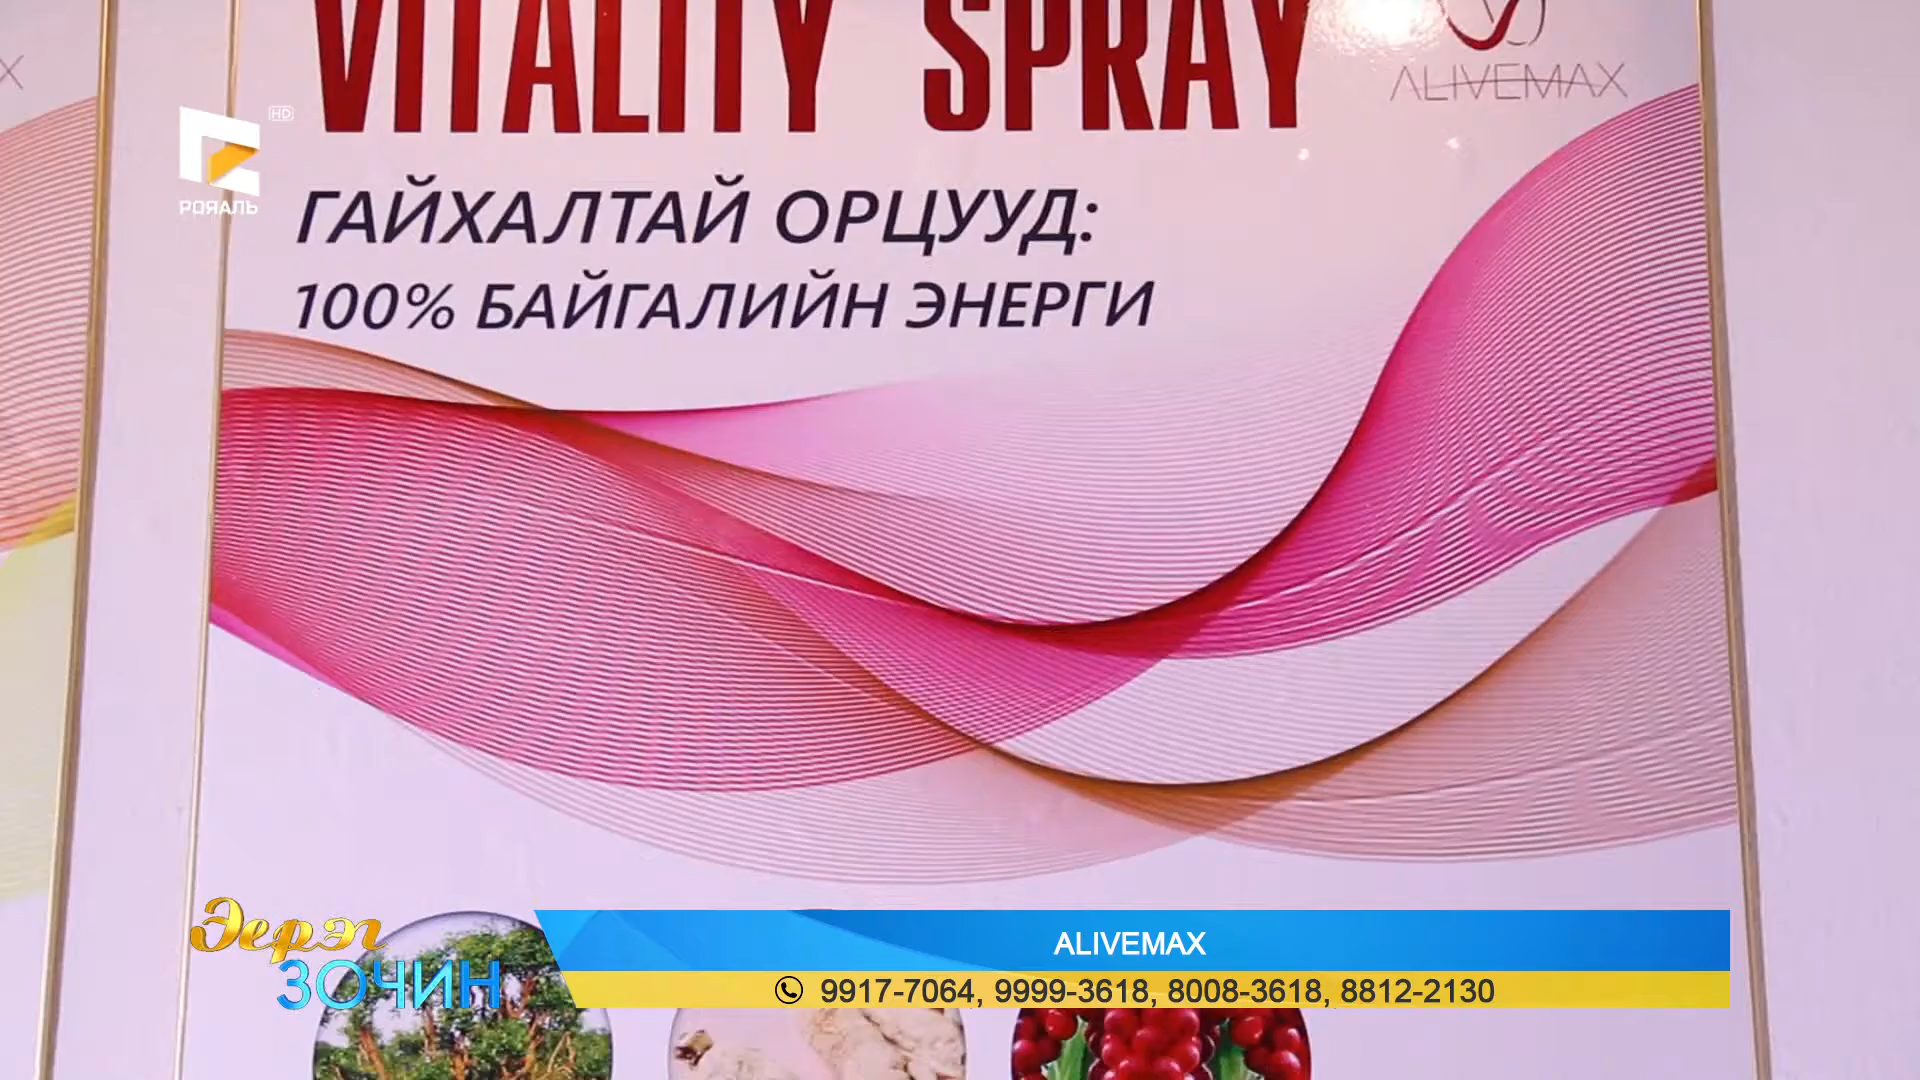 VITALITY SPRAY
ALIVEMAX
X
HD
РОЯАЛЬ
ГАЙХАЛТАЙ ОРЦУУД:
100% БАЙГАЛИЙН ЭНЕРГИ
Эерэг
ЗОЧИН
ALIVEMAX
9917-7064, 9999-3618, 8008-3618, 8812-2130